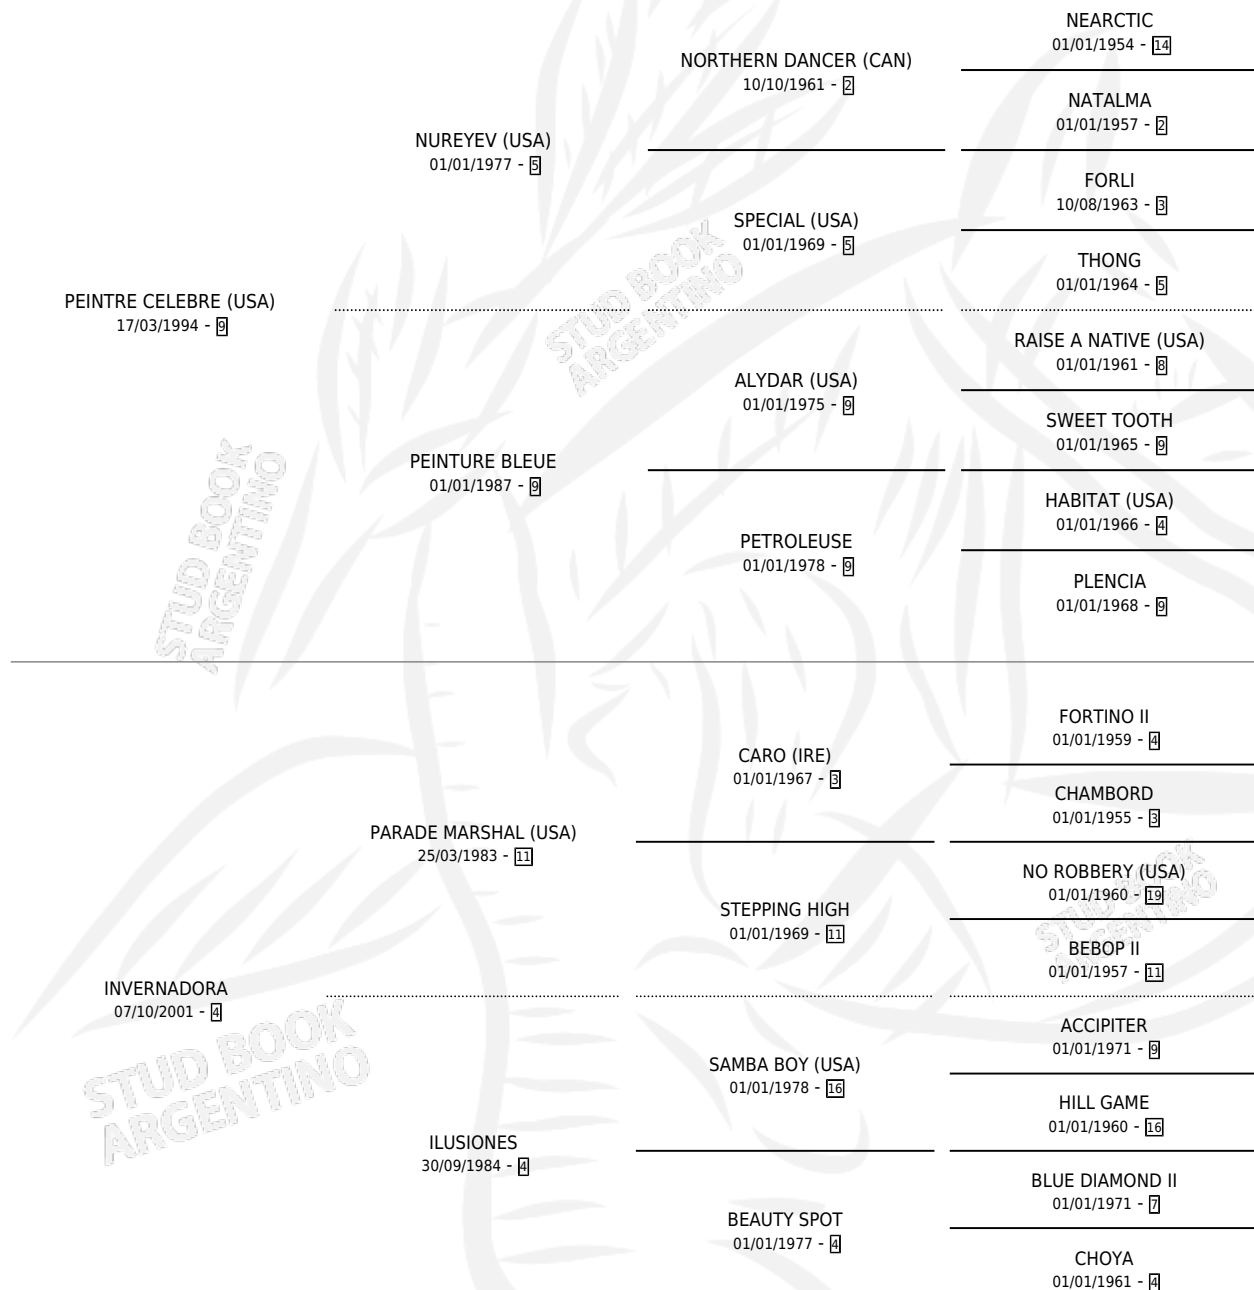 NEARCTIC
01/01/1954 - 14
NORTHERN DANCER (CAN)
10/10/1961 - 2
NATALMA
01/01/1957 - 2
NUREYEV (USA)
01/01/1977 - 5
FORLI
10/08/1963 - 3
SPECIAL (USA)
01/01/1969 - 5
THONG
01/01/1964 - 5
PEINTRE CELEBRE (USA)
17/03/1994 - 9
RAISE A NATIVE (USA)
01/01/1961 - 8
ALYDAR (USA)
01/01/1975 - 9
SWEET TOOTH
01/01/1965 - 9
PEINTURE BLEUE
01/01/1987 - 9
HABITAT (USA)
01/01/1966 - 4
PETROLEUSE
01/01/1978 - 9
PLENCIA
01/01/1968 - 9
FORTINO II
01/01/1959 - 4
CARO (IRE)
01/01/1967 - 3
CHAMBORD
01/01/1955 - 3
PARADE MARSHAL (USA)
25/03/1983 - 11
NO ROBBERY (USA)
01/01/1960 - 19
STEPPING HIGH
01/01/1969 - 11
BEBOP II
01/01/1957 - 11
INVERNADORA
07/10/2001 - 4
ACCIPITER
01/01/1971 - 9
SAMBA BOY (USA)
01/01/1978 - 16
HILL GAME
01/01/1960 - 16
ILUSIONES
30/09/1984 - 4
BLUE DIAMOND II
01/01/1971 - 7
BEAUTY SPOT
01/01/1977 - 4
CHOYA
01/01/1961 - 4
STUD BOOK
ARGENTINO
STUD BOOK
ARGENTINO
STUD BOOK
ARGENTINO
STUD BOOK
ARGENTINO